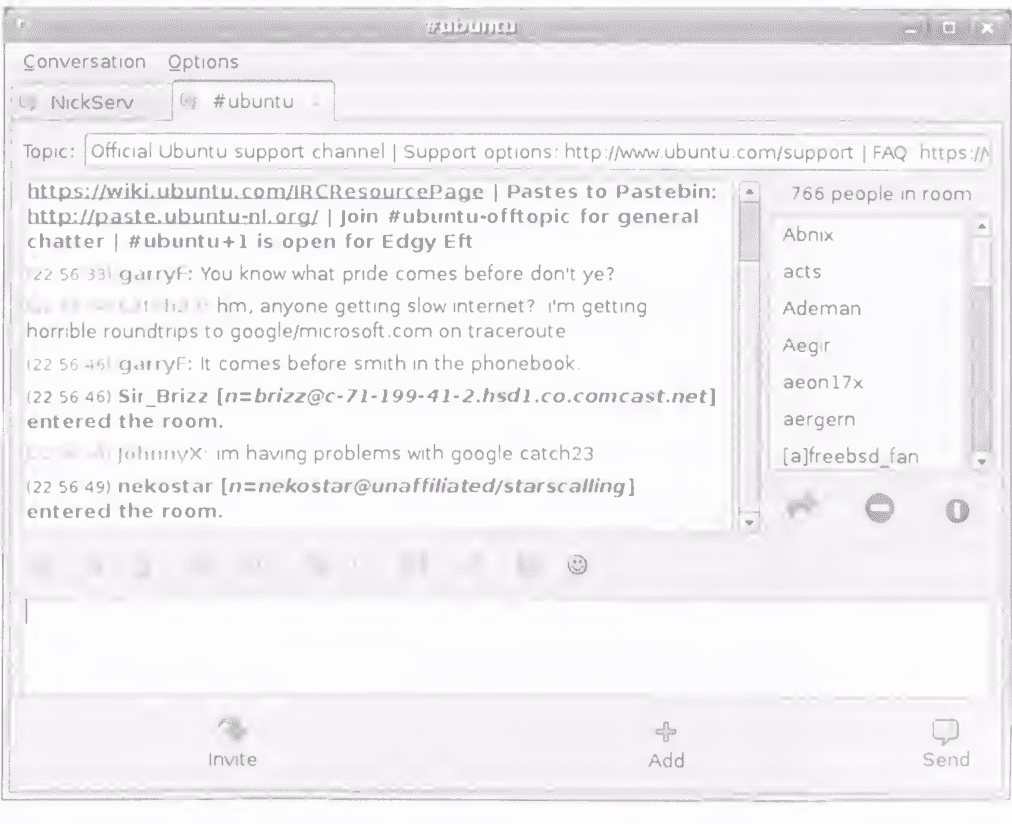 #ubuntu
Conversation Options
NickServ #ubuntu
Topic: Official Ubuntu support channel | Support options: http://www.ubuntu.com/support | FAQ https://
https://wiki.ubuntu.com/IRCResourcePage | Pastes to Pastebin:
http://paste.ubuntu-nl.org/ | Join #ubuntu-offtopic for general
chatter | #ubuntu+1 is open for Edgy Eft
(22 56 33) garryF: You know what pride comes before don't ye?
hm, anyone getting slow internet? i'm getting
horrible roundtrips to google/microsoft.com on traceroute
(22 56 46) garryF: It comes before smith in the phonebook.
(22 56 46) Sir_Brizz [n=brizz@c-71-199-41-2.hsd1.co.comcast.net]
entered the room.
JohnnyX: im having problems with google catch23
(22 56 49) nekostar [n=nekostar@unaffiliated/starscalling]
entered the room.
766 people in room
Abnix
acts
Ademan
Aegir
aeon17x
aergern
[a]freebsd_fan
Invite
Add
Send